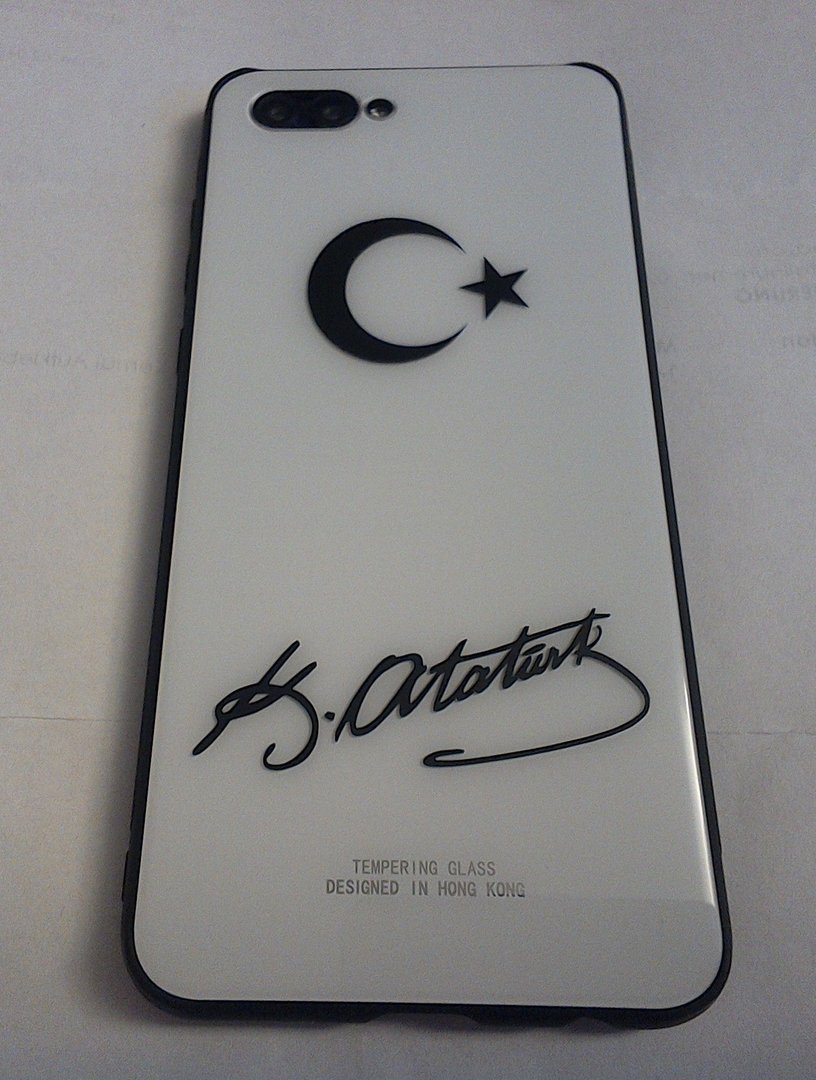 K. Atatürk
TEMPERING GLASS
DESIGNED IN HONG KONG